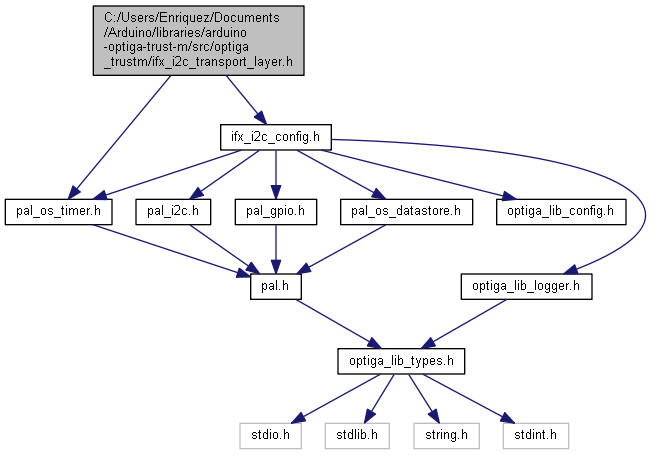 C:/Users/Enriquez/Documents
/Arduino/libraries/arduino
-optiga-trust-m/src/optiga
_trustm/ifx_i2c_transport_layer.h
ifx_i2c_config.h
pal_os_timer.h
pal_i2c.h
pal_gpio.h
pal_os_datastore.h
optiga_lib_config.h
pal.h
optiga_lib_logger.h
optiga_lib_types.h
stdio.h
stdlib.h
string.h
stdint.h